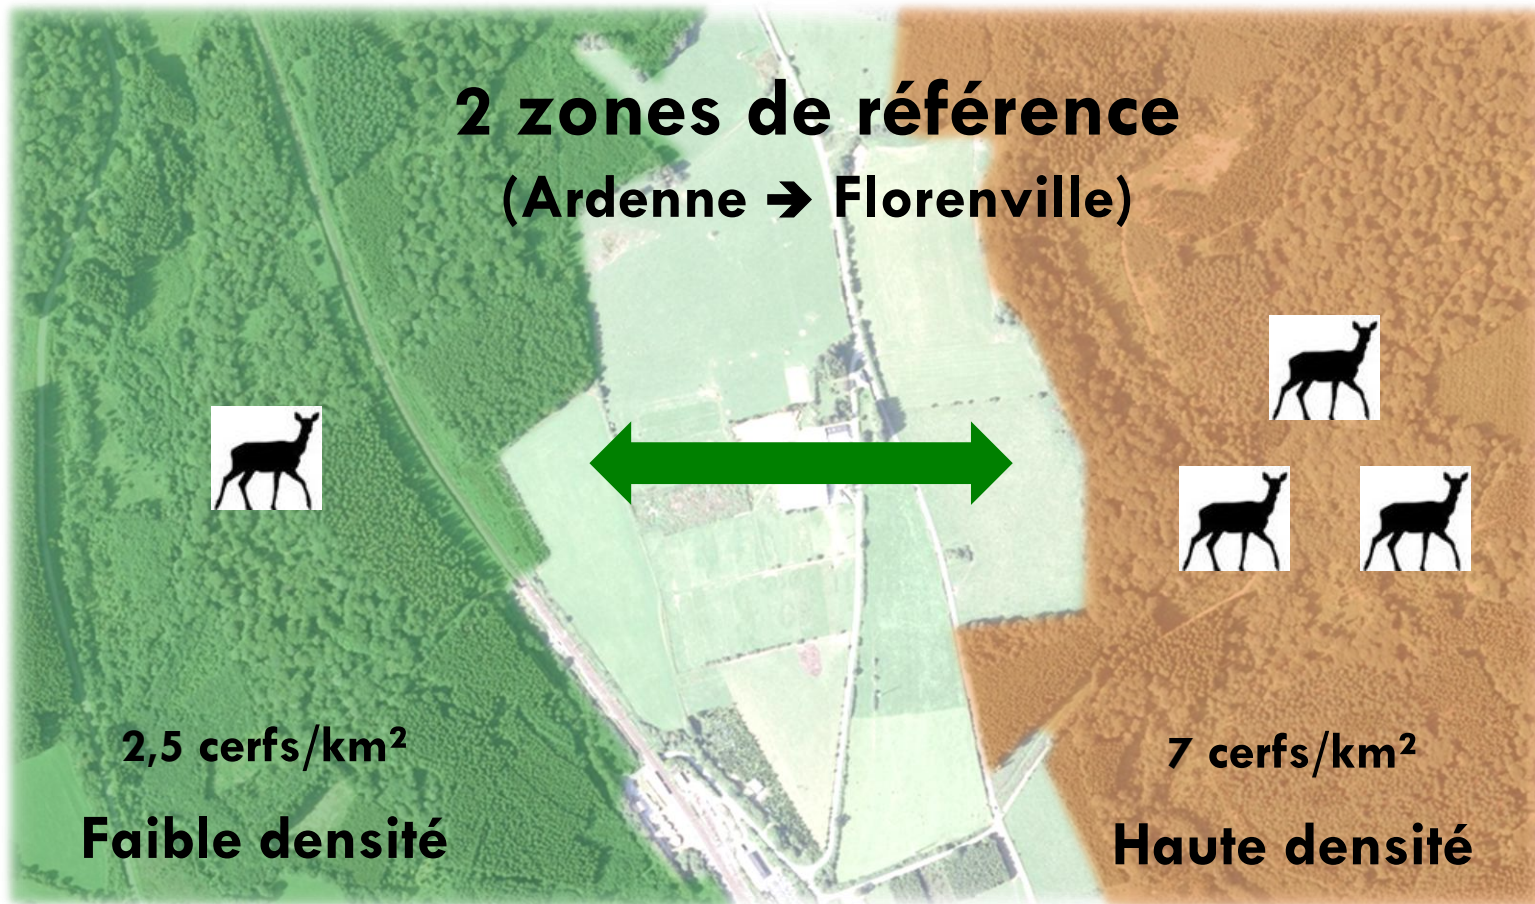 2 zones de référence
(Ardenne ➔ Florenville)
2,5 cerfs/km²
Faible densité
7 cerfs/km²
Haute densité